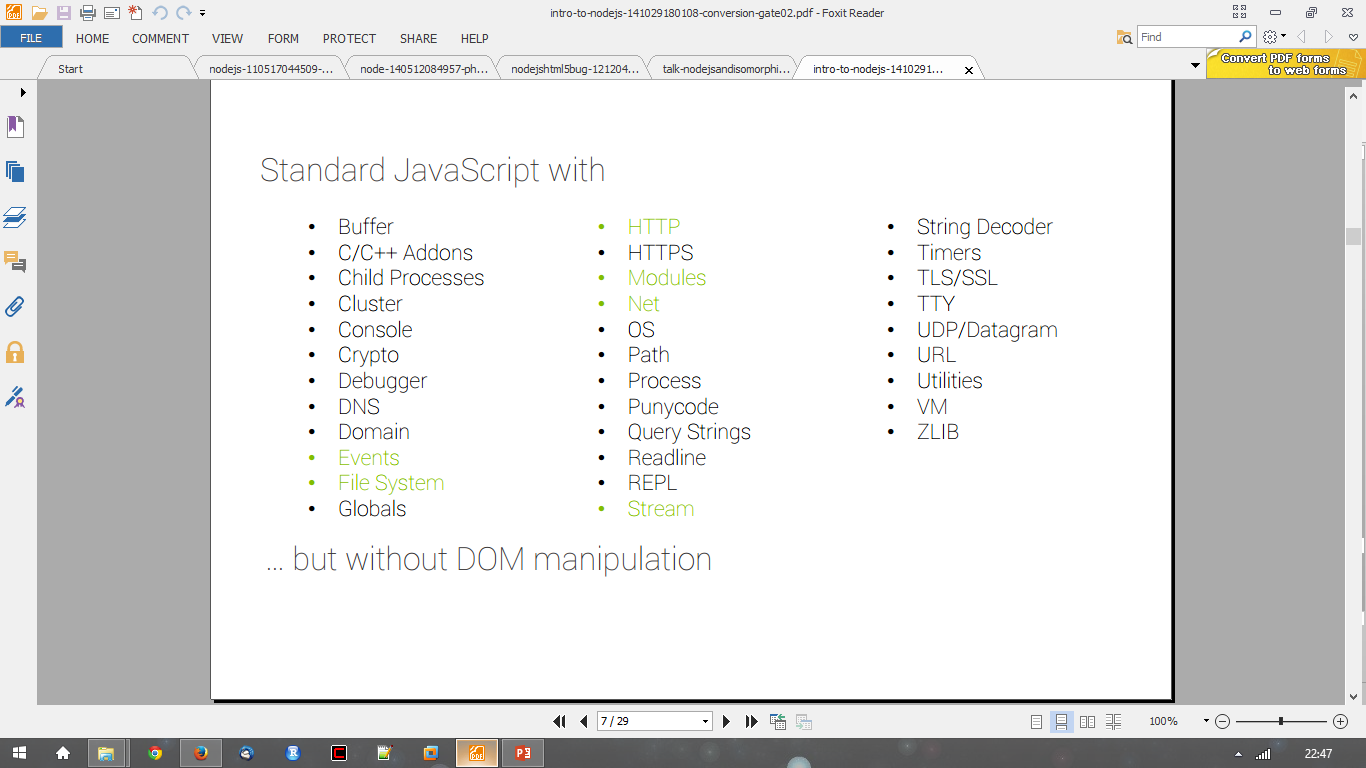 intro-to-nodejs-141029180108-conversion-gate02.pdf - Foxit Reader
FILE HOME COMMENT VIEW FORM PROTECT SHARE HELP
Find
Start
nodejs-110517044509-...
node-140512084957-ph...
nodejshtml5bug-121204...
talk-nodejsandisomorphi...
intro-to-nodejs-1410291...
Convert PDF forms
to web forms
Standard JavaScript with
• Buffer
• C/C++ Addons
• Child Processes
• Cluster
• Console
• Crypto
• Debugger
• DNS
• Domain
• Events
• File System
• Globals
• HTTP
• HTTPS
• Modules
• Net
• OS
• Path
• Process
• Punycode
• Query Strings
• Readline
• REPL
• Stream
• String Decoder
• Timers
• TLS/SSL
• TTY
• UDP/Datagram
• URL
• Utilities
• VM
• ZLIB
... but without DOM manipulation
7 / 29
100%
22:47